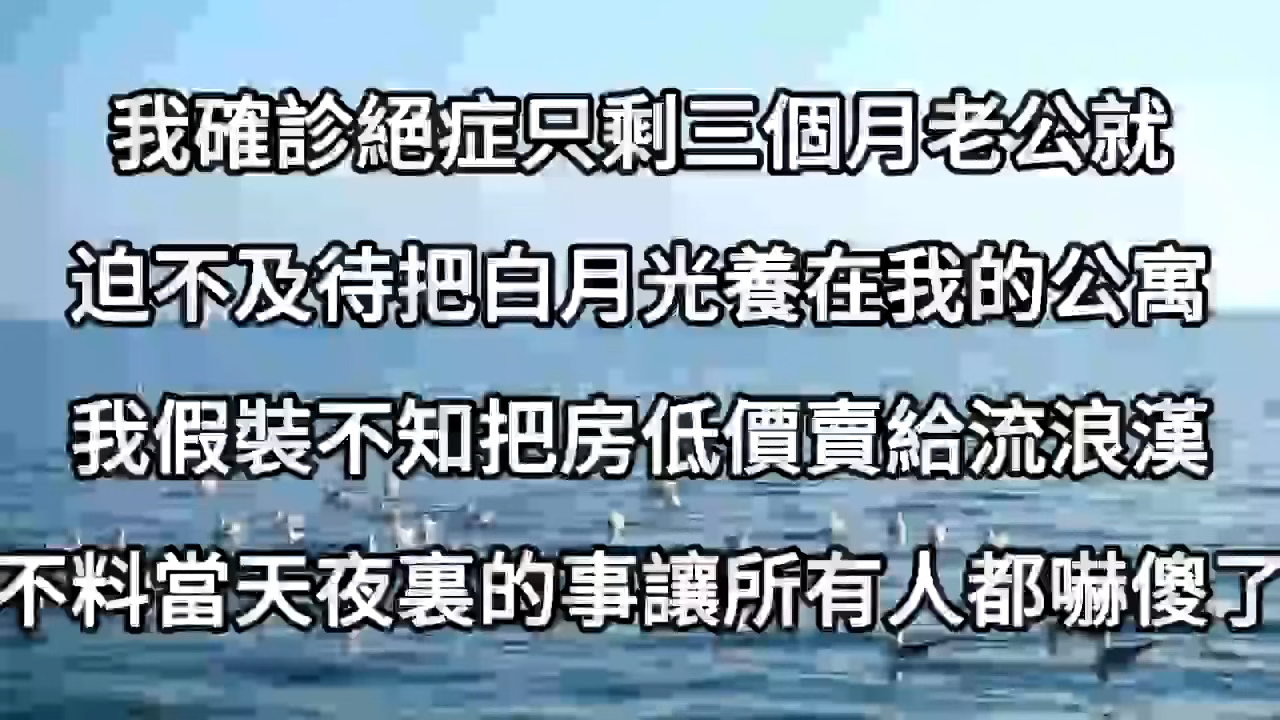 我確診絕症只剩三個月老公就
迫不及待把白月光養在我的公寓
我假裝不知把房低價賣給流浪漢
不料當天夜裏的事讓所有人都嚇傻了